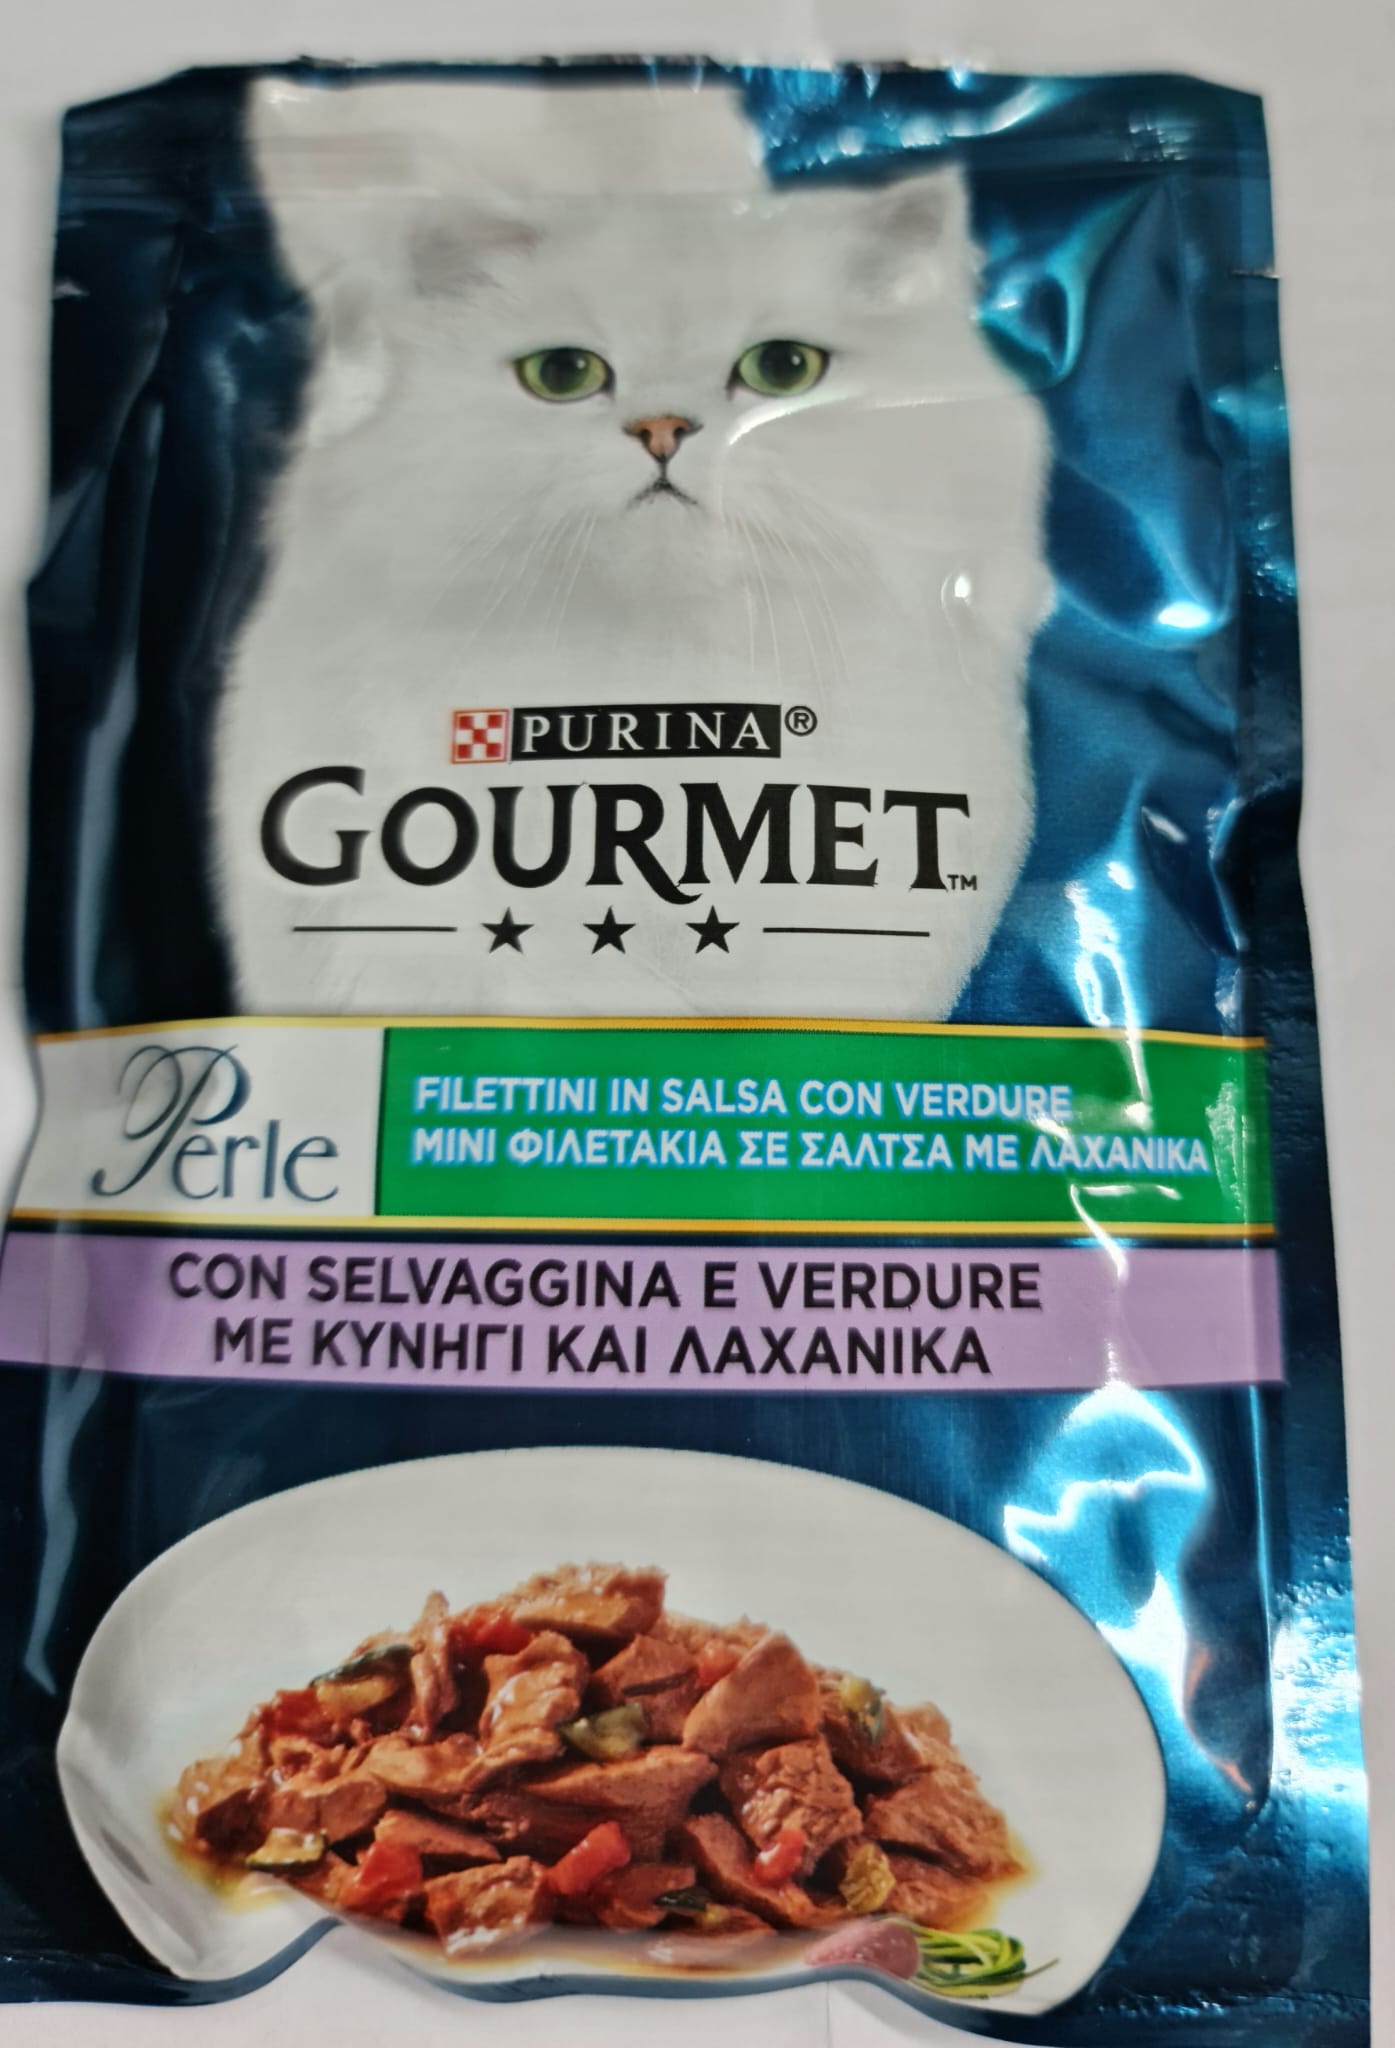 PURINA®
GOURMET™
Perle
FILETTINI IN SALSA CON VERDURE
ΜΙΝΙ ΦΙΛΕΤΑΚΙΑ ΣΕ ΣΑΛΤΣΑ ΜΕ ΛΑΧΑΝΙΚΑ
CON SELVAGGINA E VERDURE
ΜΕ ΚΥΝΗΓΙ ΚΑΙ ΛΑΧΑΝΙΚΑ